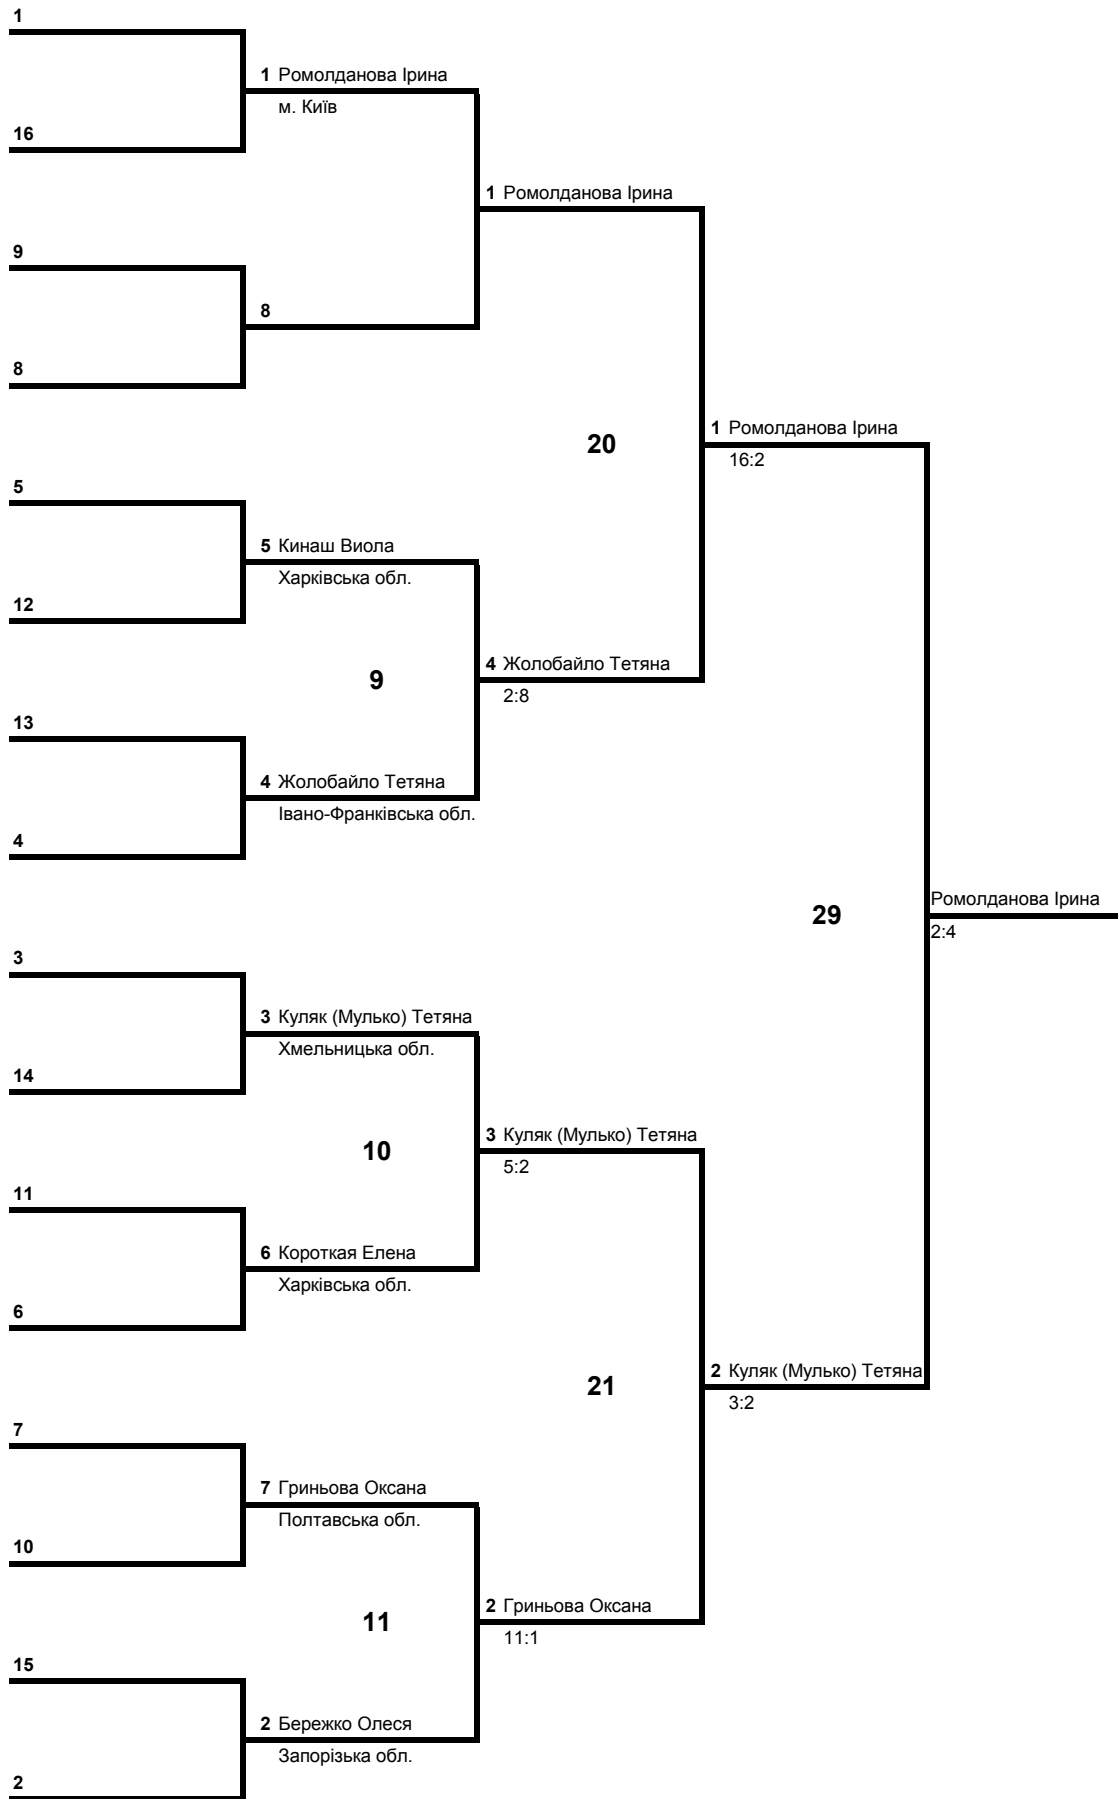 1
1 Ромолданова Ірина
м. Київ
16
1 Ромолданова Ірина
9
8
8
20
1 Ромолданова Ірина
16:2
5
5 Кинаш Виола
Харківська обл.
12
4 Жолобайло Тетяна
9
2:8
13
4 Жолобайло Тетяна
Івано-Франківська обл.
4
Ромолданова Ірина
29
2:4
3
3 Куляк (Мулько) Тетяна
Хмельницька обл.
14
3 Куляк (Мулько) Тетяна
10
5:2
11
6 Короткая Елена
Харківська обл.
6
2 Куляк (Мулько) Тетяна
21
3:2
7
7 Гриньова Оксана
Полтавська обл.
10
2 Гриньова Оксана
11
11:1
15
2 Бережко Олеся
Запорізька обл.
2